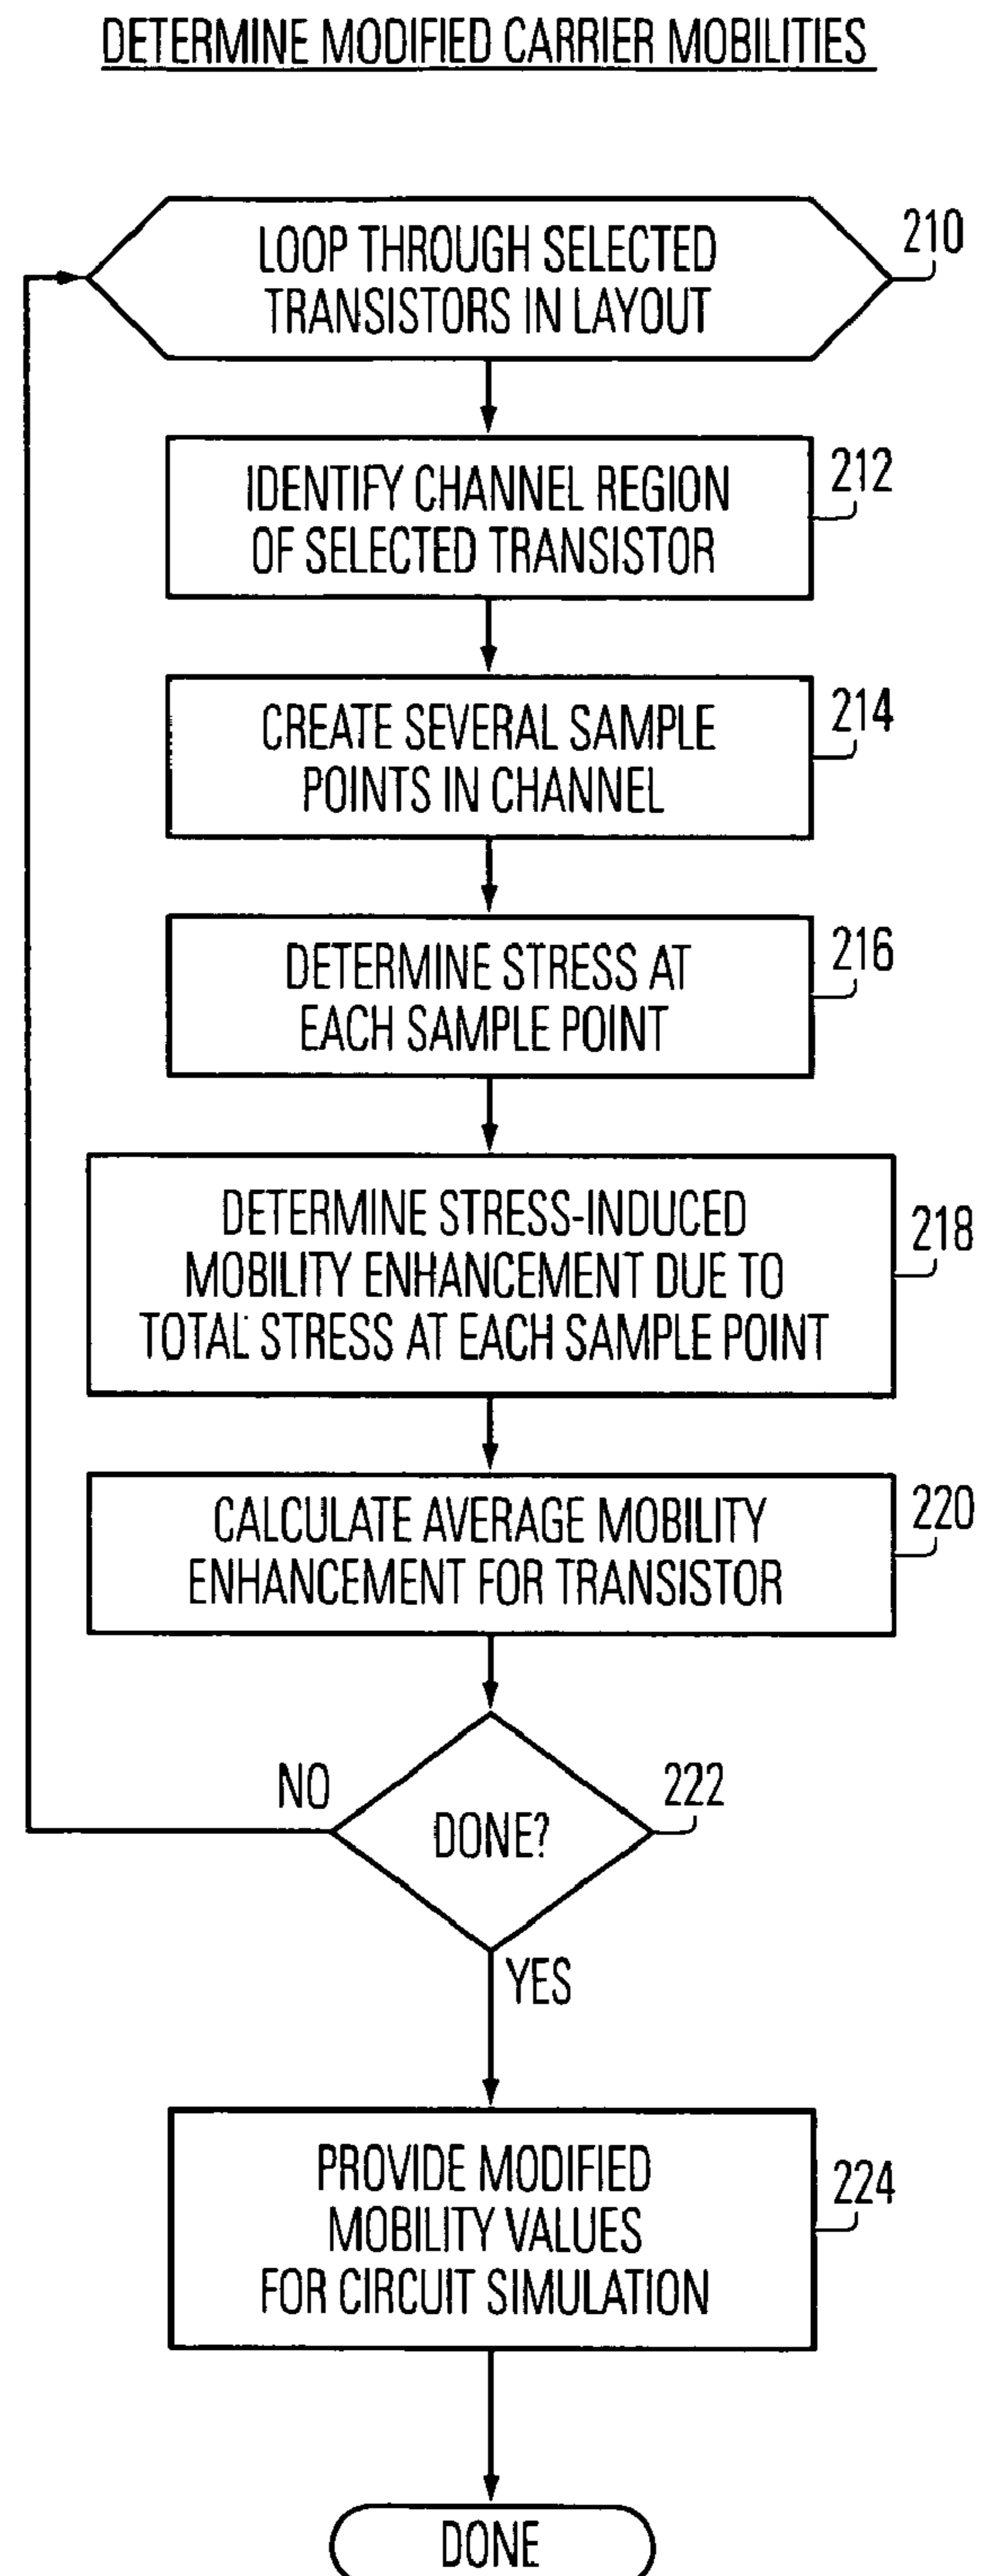 DETERMINE MODIFIED CARRIER MOBILITIES
LOOP THROUGH SELECTED
TRANSISTORS IN LAYOUT
210
IDENTIFY CHANNEL REGION
OF SELECTED TRANSISTOR
212
CREATE SEVERAL SAMPLE
POINTS IN CHANNEL
214
DETERMINE STRESS AT
EACH SAMPLE POINT
216
DETERMINE STRESS-INDUCED
MOBILITY ENHANCEMENT DUE TO
TOTAL STRESS AT EACH SAMPLE POINT
218
CALCULATE AVERAGE MOBILITY
ENHANCEMENT FOR TRANSISTOR
220
NO
DONE?
222
YES
PROVIDE MODIFIED
MOBILITY VALUES
FOR CIRCUIT SIMULATION
224
DONE